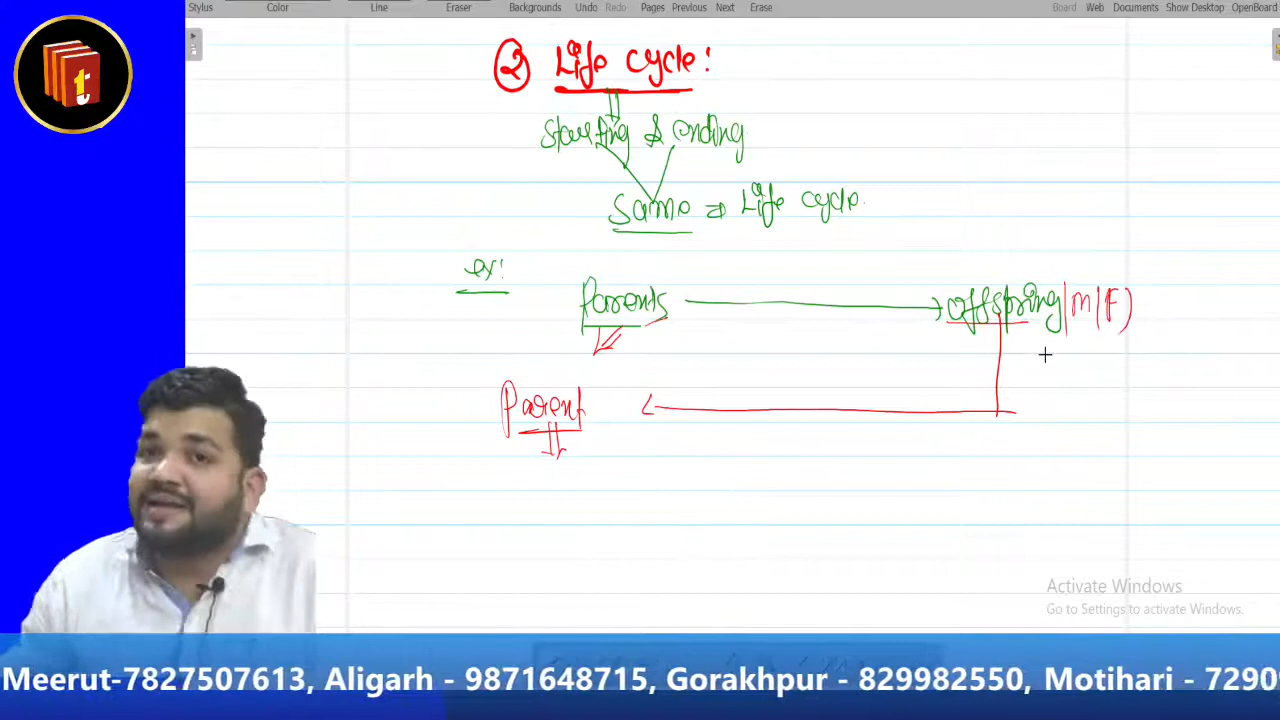 Stylus Color Line Eraser Backgrounds Undo Redo Pages Previous Next Erase Board Web Documents Show Desktop OpenBoard
t
② Life cycle:
Starting & ending
Same ⇒ Life cycle.
ex:
Parents → offspring (M/F)
Parent ←
Activate Windows
Go to Settings to activate Windows.
Meerut-7827507613, Aligarh - 9871648715, Gorakhpur - 829982550, Motihari - 7290